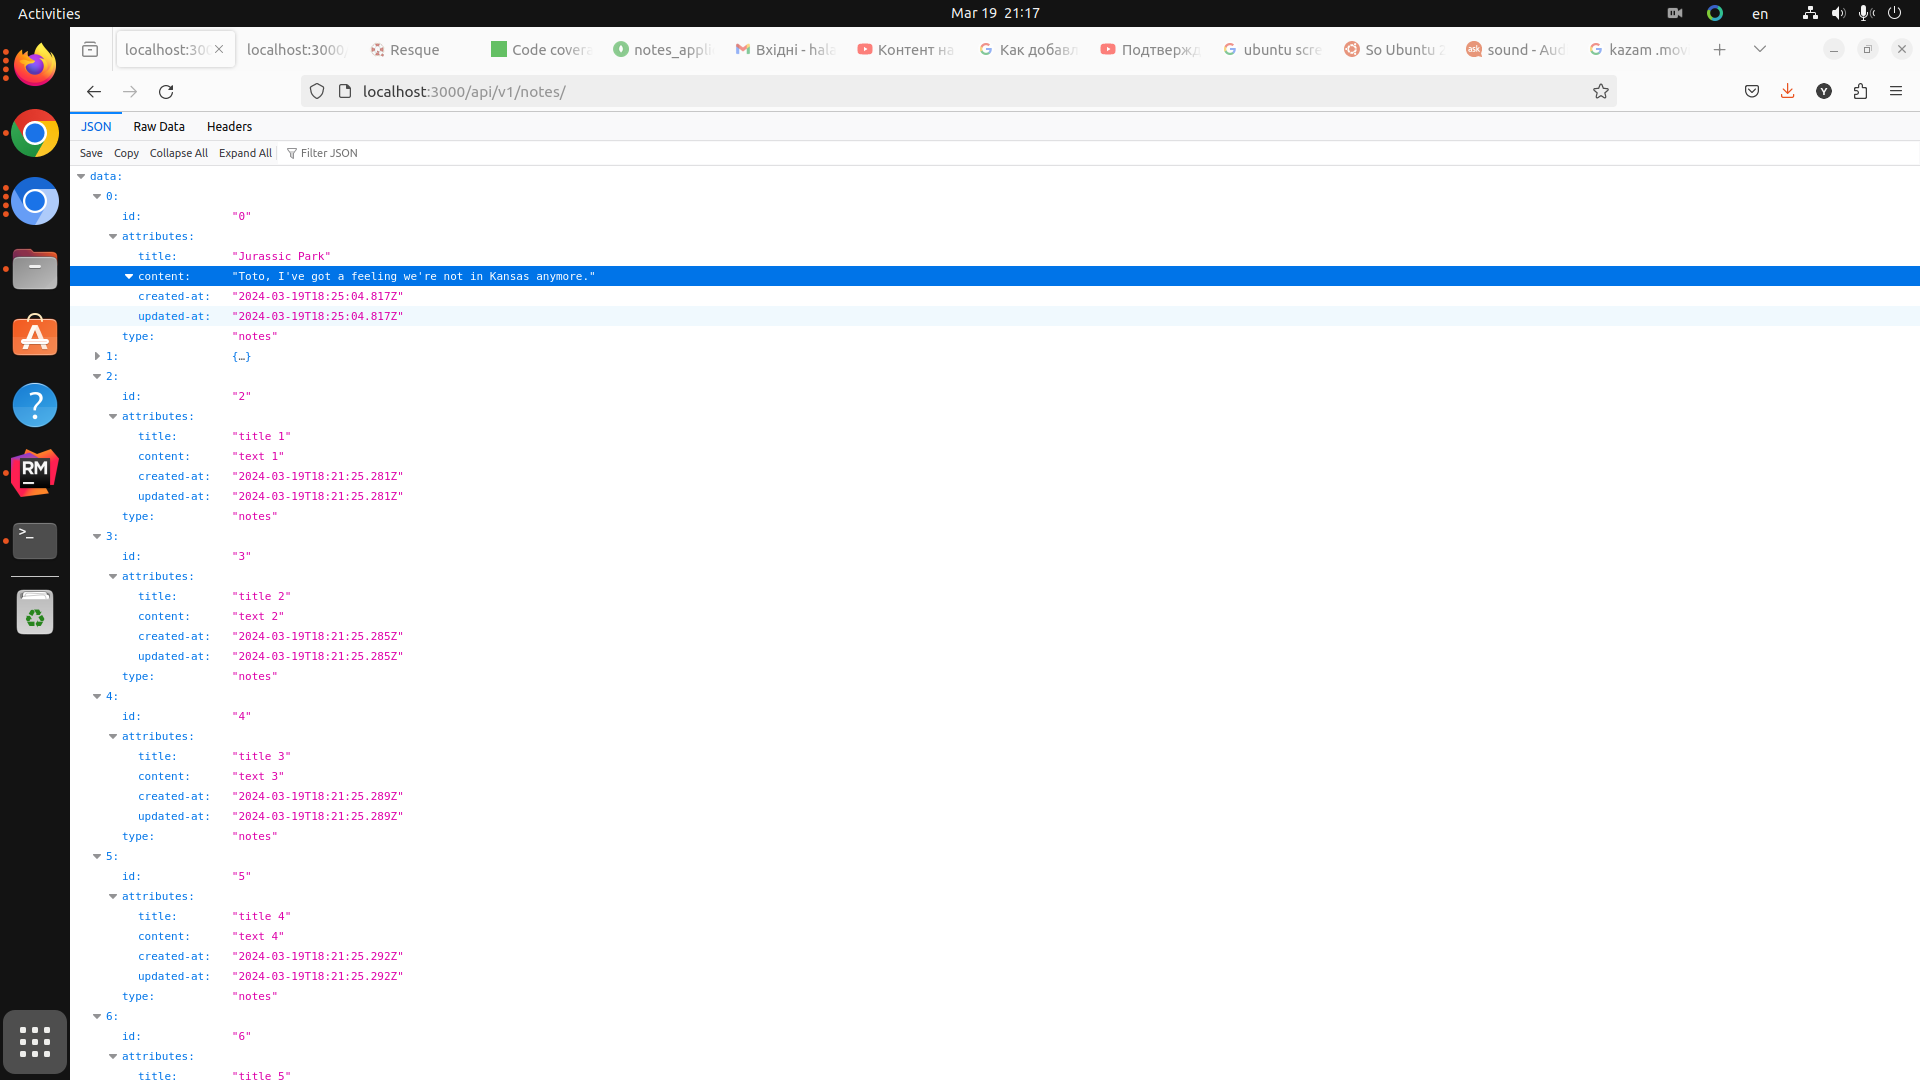 Activities
Mar 19 21:17
en
localhost:300
localhost:3000/
Resque
Code covera
notes_appli
Вхідні - hala
Контент на
Как добавл
Подтвержд
ubuntu scre
So Ubuntu 2
ask
sound - Aud
kazam .mov
localhost:3000/api/v1/notes/
Y
JSON
Raw Data
Headers
Save
Copy
Collapse All
Expand All
Filter JSON
data:
0:
id: "0"
attributes:
title: "Jurassic Park"
content: "Toto, I've got a feeling we're not in Kansas anymore."
created-at: "2024-03-19T18:25:04.817Z"
updated-at: "2024-03-19T18:25:04.817Z"
type: "notes"
1: {…}
2:
id: "2"
attributes:
title: "title 1"
content: "text 1"
created-at: "2024-03-19T18:21:25.281Z"
updated-at: "2024-03-19T18:21:25.281Z"
type: "notes"
3:
id: "3"
attributes:
title: "title 2"
content: "text 2"
created-at: "2024-03-19T18:21:25.285Z"
updated-at: "2024-03-19T18:21:25.285Z"
type: "notes"
4:
id: "4"
attributes:
title: "title 3"
content: "text 3"
created-at: "2024-03-19T18:21:25.289Z"
updated-at: "2024-03-19T18:21:25.289Z"
type: "notes"
5:
id: "5"
attributes:
title: "title 4"
content: "text 4"
created-at: "2024-03-19T18:21:25.292Z"
updated-at: "2024-03-19T18:21:25.292Z"
type: "notes"
6:
id: "6"
attributes:
title: "title 5"
RM
>_
?